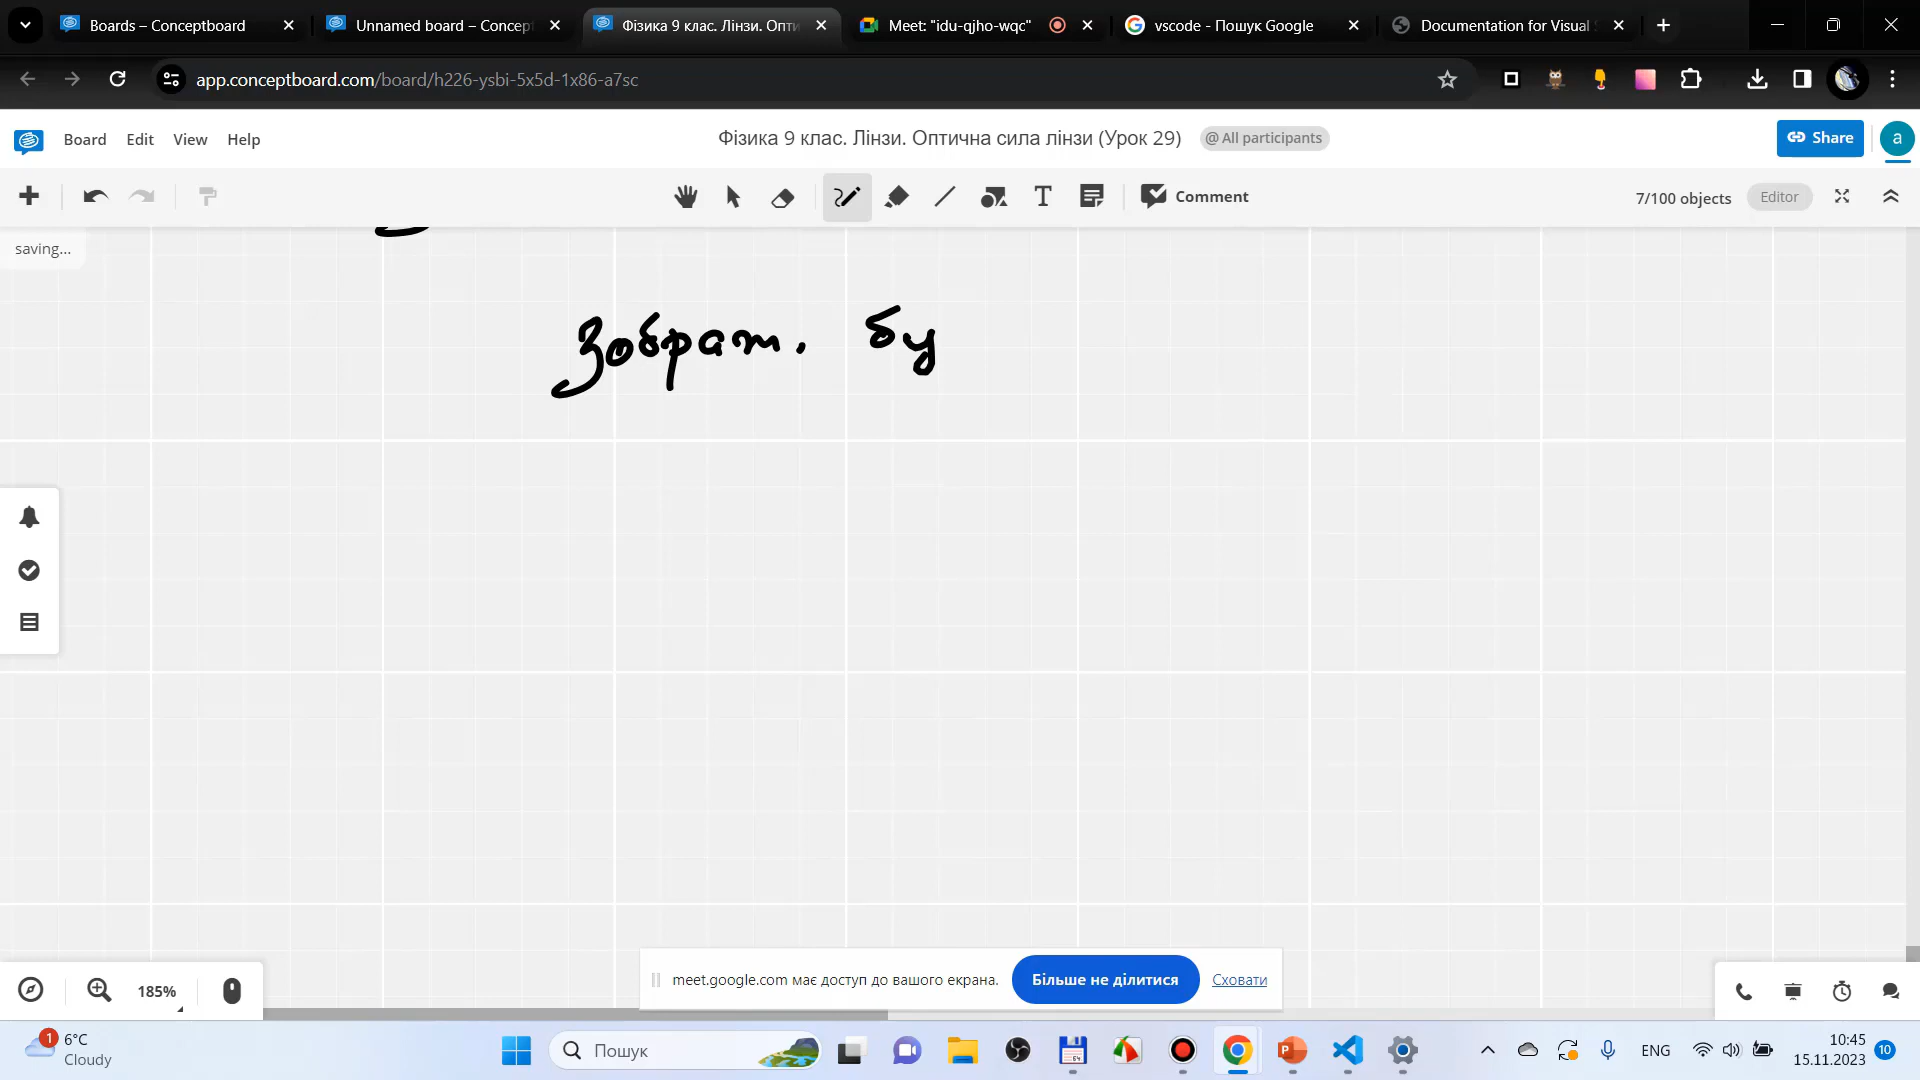 Boards – Conceptboard
Unnamed board – Concep
Фізика 9 клас. Лінзи. Опти
Meet: "idu-qjho-wqc"
vscode - Пошук Google
Documentation for Visual
app.conceptboard.com/board/h226-ysbi-5x5d-1x86-a7sc
Board Edit View Help
Фізика 9 клас. Лінзи. Оптична сила лінзи (Урок 29)
@ All participants
Share
a
Comment
7/100 objects
Editor
saving...
Зобрат. бу
185%
meet.google.com має доступ до вашого екрана.
Більше не ділитися
Сховати
1
6°C
Cloudy
Пошук
64
ENG
10:45
15.11.2023
10